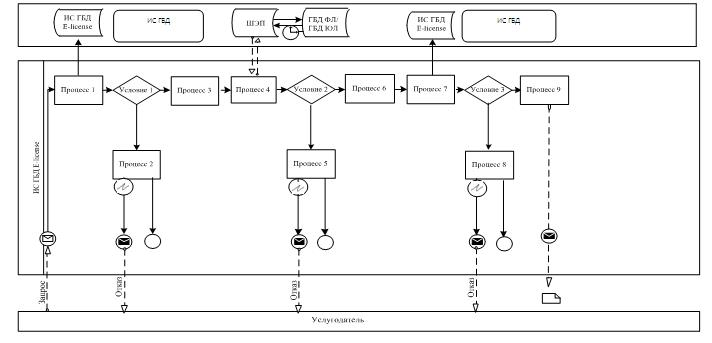 ИС ГБД
E-license
ИС ГБД
ШЭП
ГБД ФЛ/
ГБД ЮЛ
ИС ГБД
E-license
ИС ГБД
ИС ГБД E-license
Процесс 1
Условие 1
Процесс 3
Процесс 4
Условие 2
Процесс 6
Процесс 7
Условие 3
Процесс 9
Процесс 2
Процесс 5
Процесс 8
Запрос
Отказ
Отказ
Отказ
Услугодатель